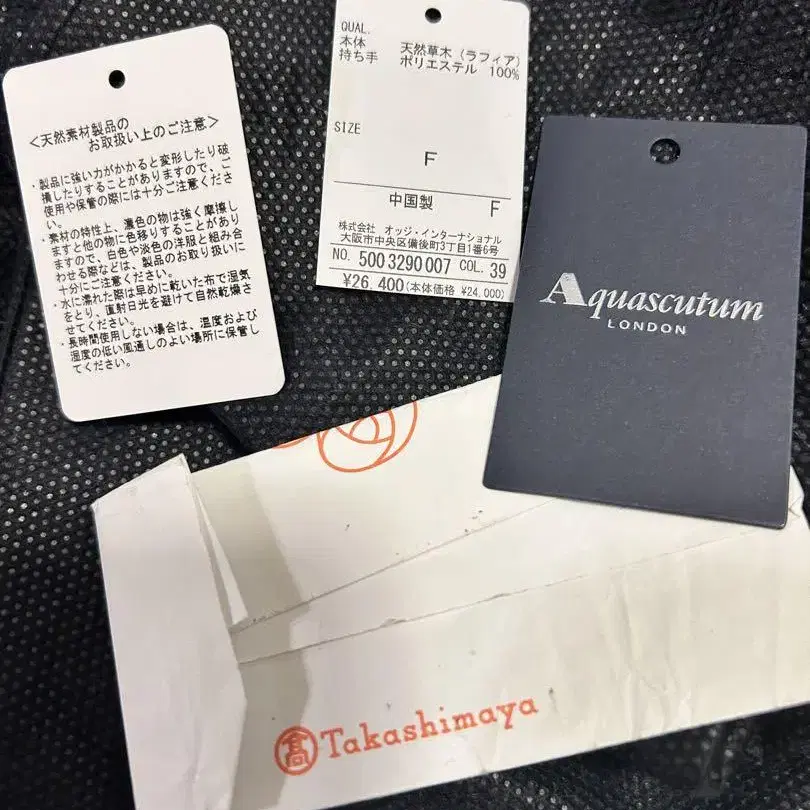 <天然素材製品の
お取扱い上のご注意>
・製品に強い力がかかると変形したり破
損したりすることがありますので、ご
使用や保管の際には十分ご注意くださ
い。
・素材の特性上、濃色の物は強く摩擦し
ますと他の物に色移りすることがあり
ますので、白色や淡色の洋服と組み合
わせる際などは、製品のお取り扱いに
十分にご注意ください。
・水に濡れた際は早めに乾いた布で湿気
をとり、直射日光を避けて自然乾燥さ
せてください。
・長時間使用しない場合は、温度および
湿度の低い風通しのよい場所に保管し
てください。
QUAL.
本体 天然草木(ラフィア)
持ち手 ポリエステル 100%
SIZE
F
中国製 F
株式会社 オッジ・インターナショナル
大阪市中央区備後町3丁目1番6号
NO. 500 3290 007 COL. 39
¥26,400(本体価格 ¥24,000)
Aquascutum
LONDON
髙 Takashimaya